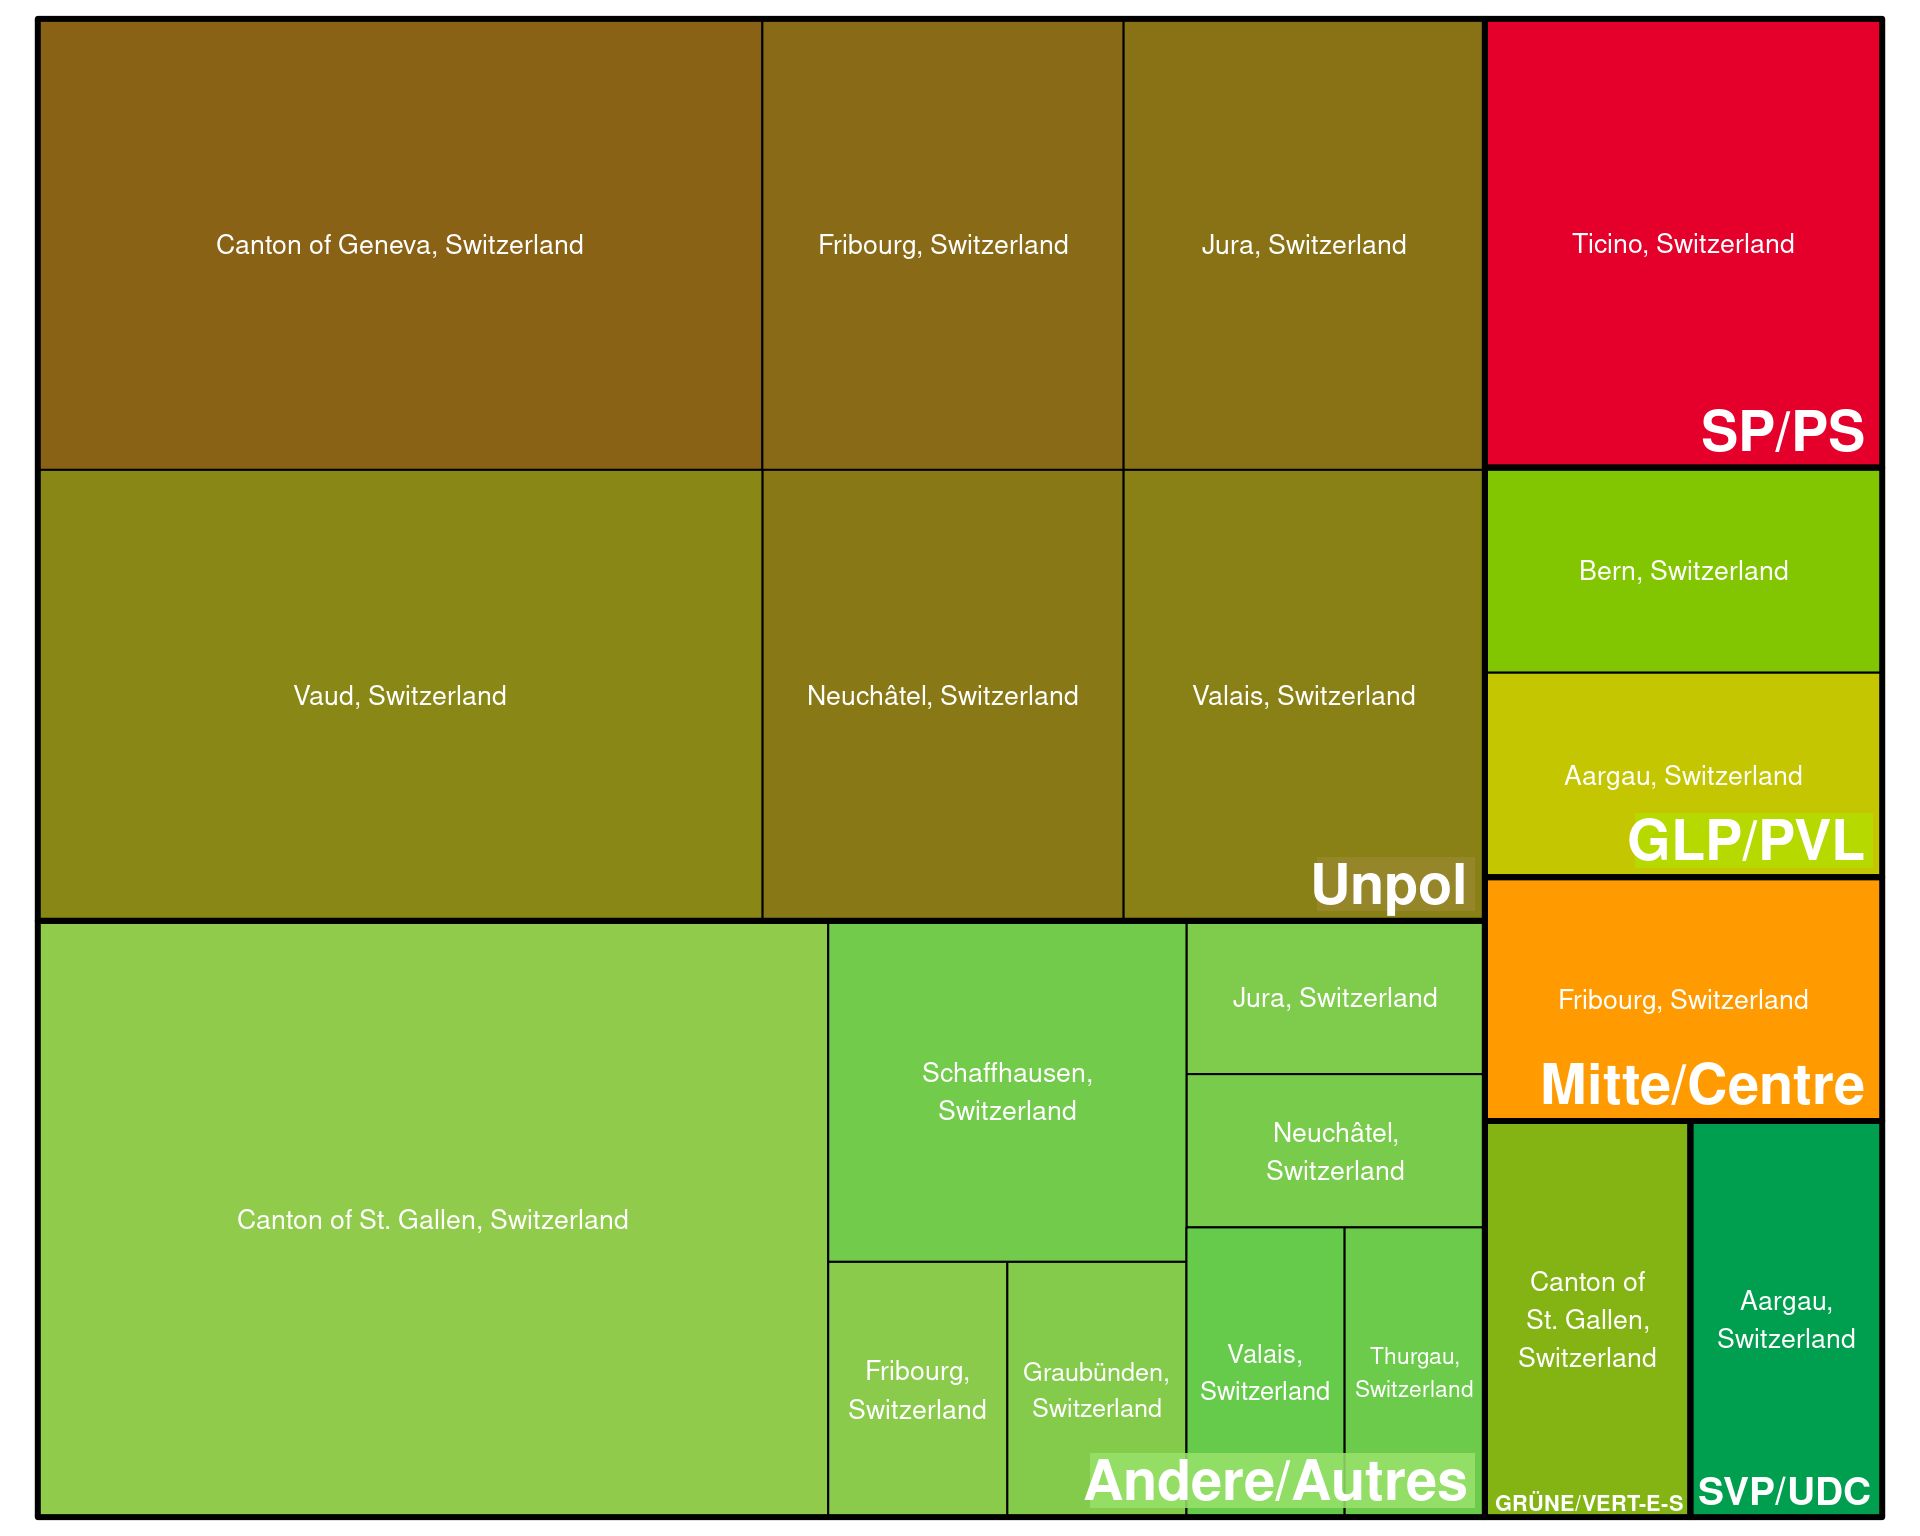 Canton of Geneva, Switzerland
Fribourg, Switzerland
Jura, Switzerland
Vaud, Switzerland
Neuchâtel, Switzerland
Valais, Switzerland
Unpol
Canton of St. Gallen, Switzerland
Schaffhausen,
Switzerland
Fribourg,
Switzerland
Graubünden,
Switzerland
Jura, Switzerland
Neuchâtel,
Switzerland
Valais,
Switzerland
Thurgau,
Switzerland
Andere/Autres
Ticino, Switzerland
SP/PS
Bern, Switzerland
Aargau, Switzerland
GLP/PVL
Fribourg, Switzerland
Mitte/Centre
Canton of
St. Gallen,
Switzerland
GRÜNE/VERT-E-S
Aargau,
Switzerland
SVP/UDC